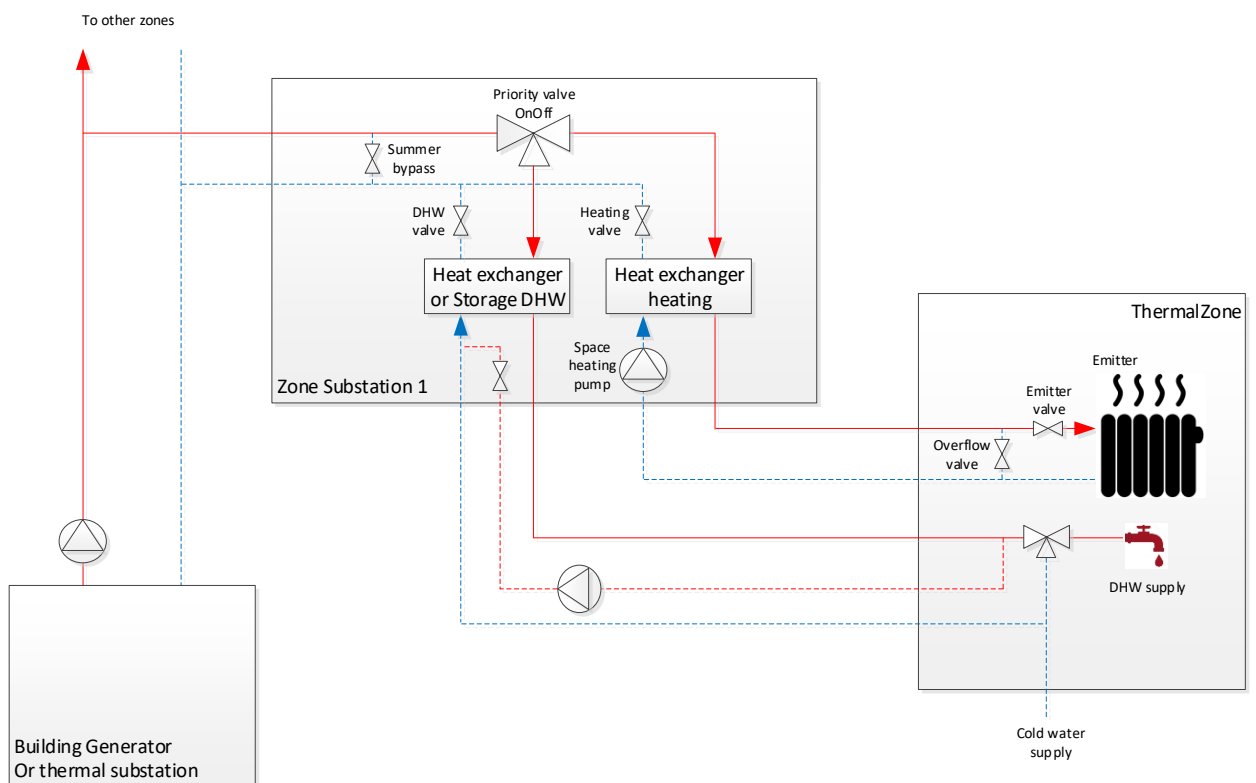 To other zones
Priority valve
OnOff
Summer
bypass
DHW
valve
Heating
valve
Heat exchanger
or Storage DHW
Heat exchanger
heating
Space
heating
pump
Zone Substation 1
ThermalZone
Emitter
Emitter
valve
Overflow
valve
DHW supply
Cold water
supply
Building Generator
Or thermal substation